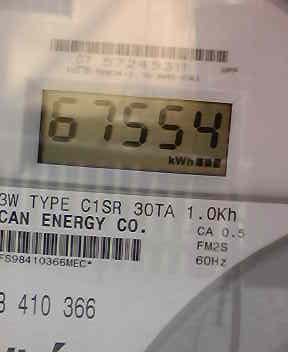 67554
kWh
3W TYPE C1SR 30TA 1.0Kh
CAN ENERGY CO.
CA 0.5
FM2S
60Hz
FS98410366MEC*
3 410 366